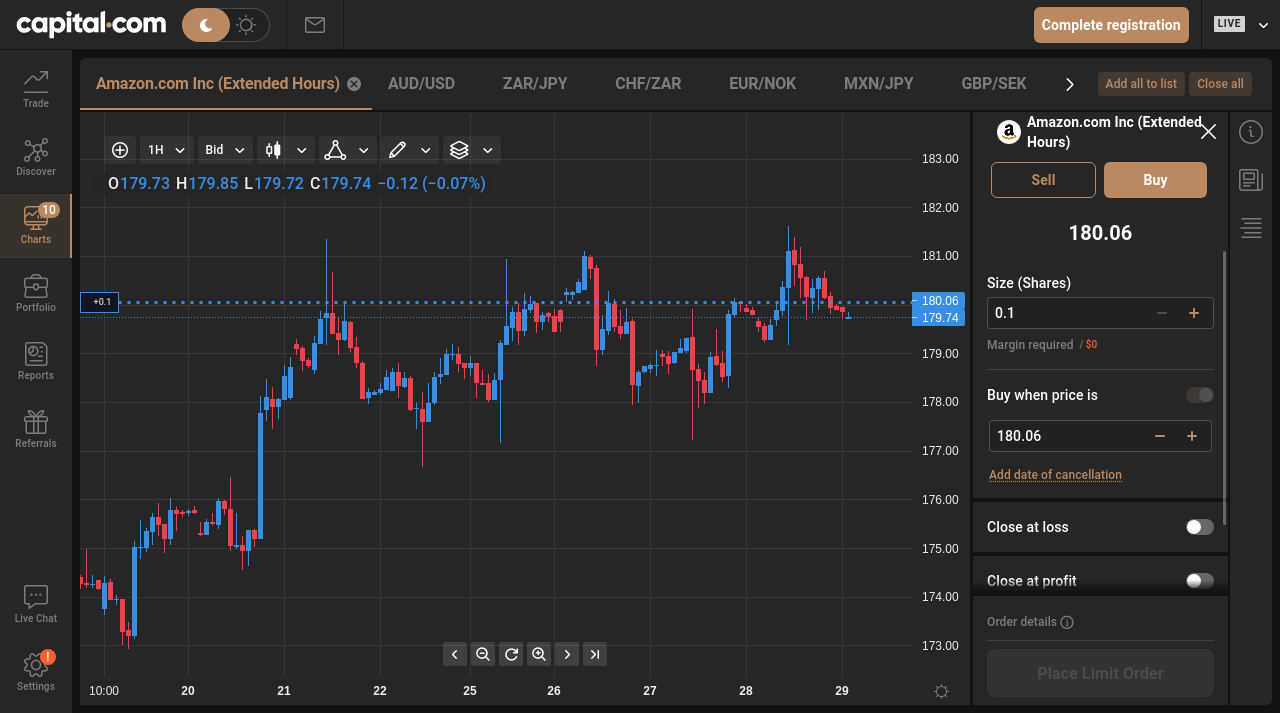 capital.com
Complete registration
LIVE
Trade
Discover
10
Charts
Portfolio
Reports
Referrals
Live Chat
!
Settings
Amazon.com Inc (Extended Hours)
AUD/USD
ZAR/JPY
CHF/ZAR
EUR/NOK
MXN/JPY
GBP/SEK
Add all to list
Close all
1H
Bid
O179.73 H179.85 L179.72 C179.74 −0.12 (−0.07%)
+0.1
183.00
182.00
181.00
180.06
179.74
179.00
178.00
177.00
176.00
175.00
174.00
173.00
10:00
20
21
22
25
26
27
28
29
a
Amazon.com Inc (Extended
Hours)
Sell
Buy
180.06
Size (Shares)
0.1
Margin required / $0
Buy when price is
180.06
Add date of cancellation
Close at loss
Close at profit
Order details
Place Limit Order